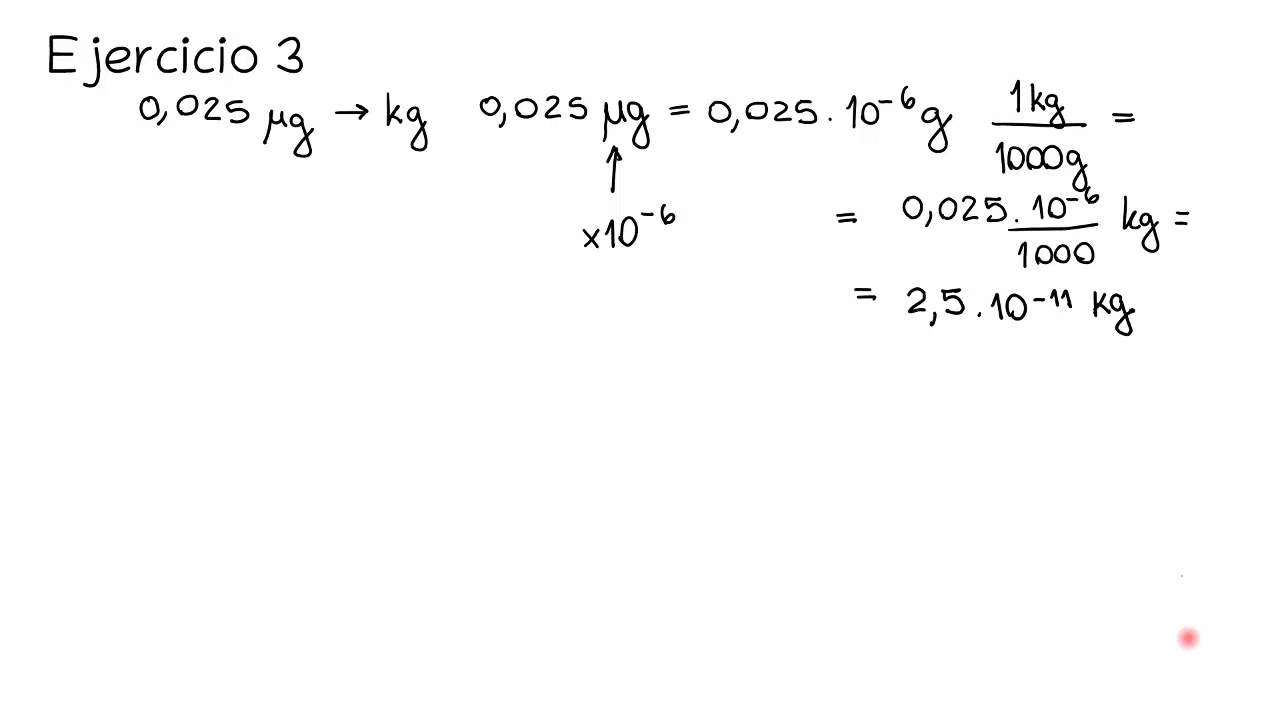 Ejercicio 3
0,025 μg → kg 0,025 μg = 0,025 · 10⁻⁶ g 1kg/1000g =
×10⁻⁶
= 0,025 · 10⁻⁶/1000 kg =
= 2,5 · 10⁻¹¹ kg